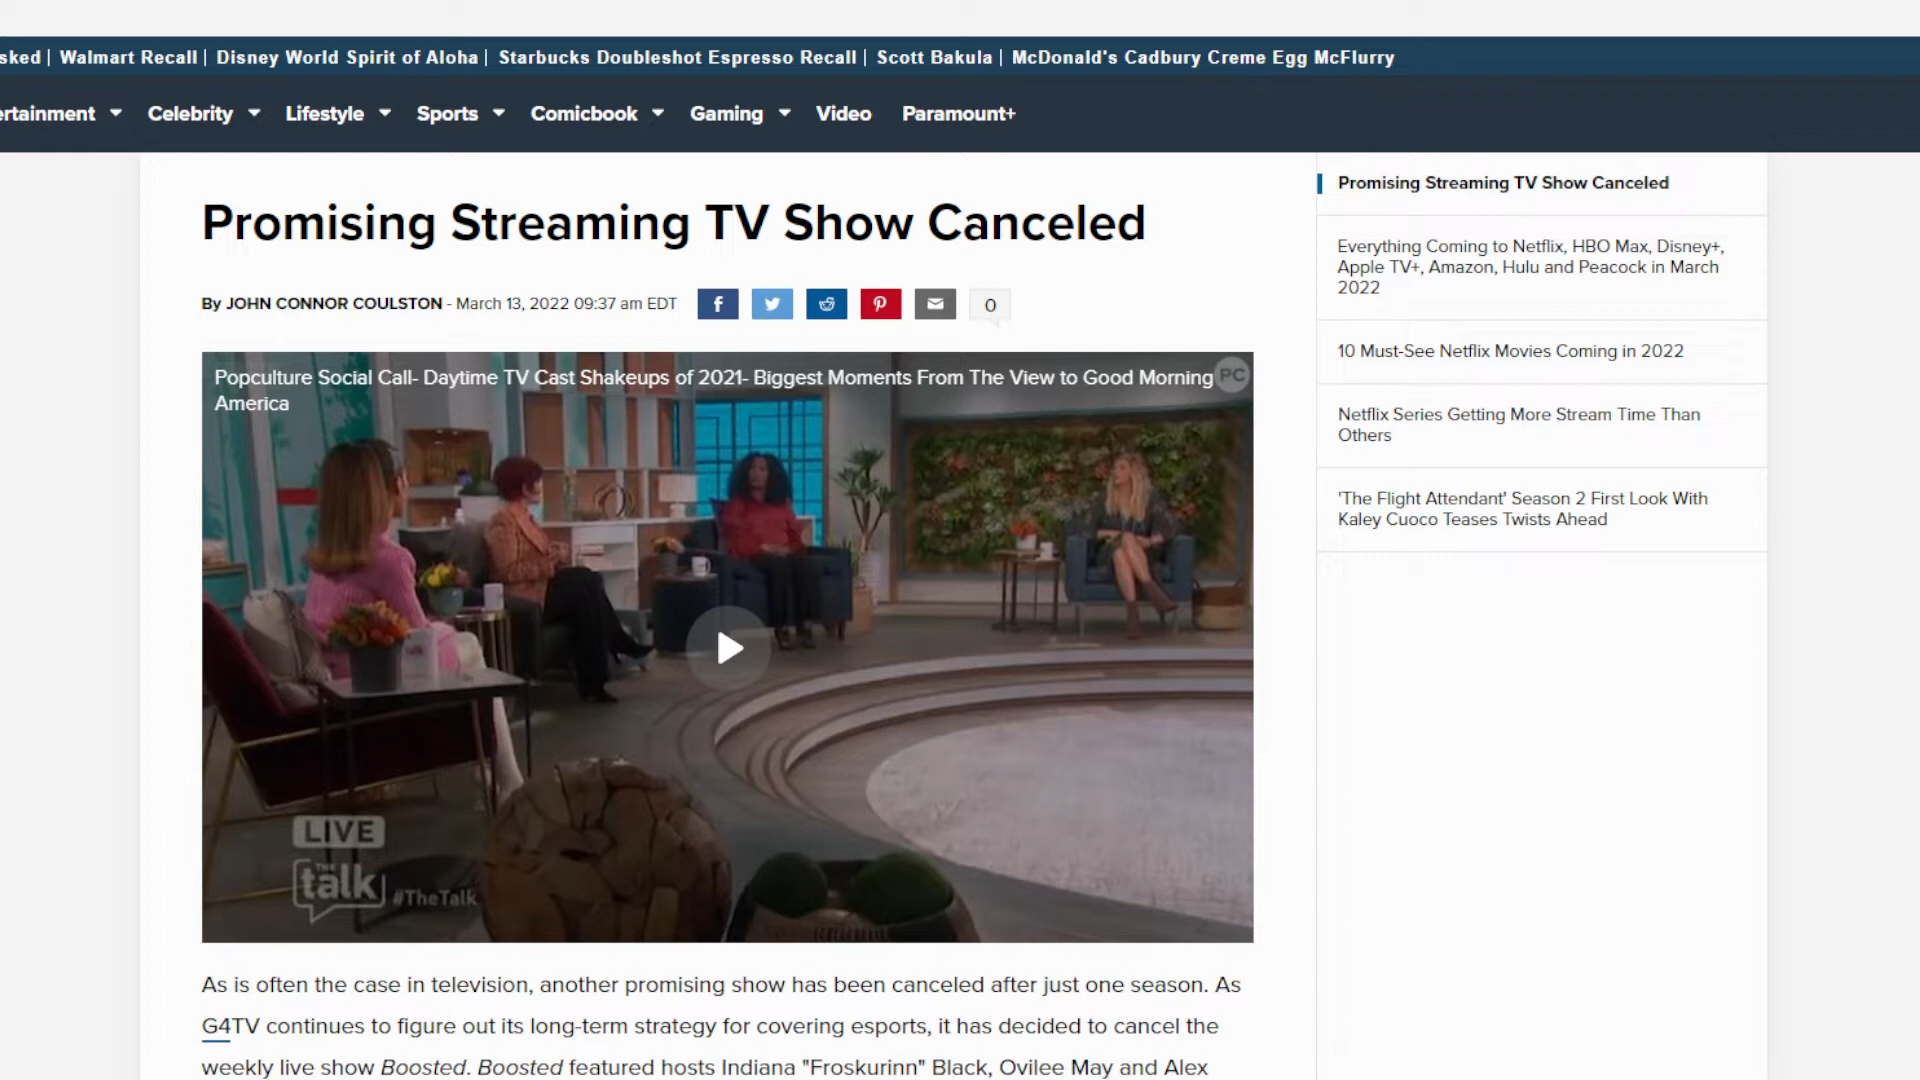 sked | Walmart Recall | Disney World Spirit of Aloha | Starbucks Doubleshot Espresso Recall | Scott Bakula | McDonald's Cadbury Creme Egg McFlurry
ertainment Celebrity Lifestyle Sports Comicbook Gaming Video Paramount+
Promising Streaming TV Show Canceled
By JOHN CONNOR COULSTON - March 13, 2022 09:37 am EDT
0
Popculture Social Call- Daytime TV Cast Shakeups of 2021- Biggest Moments From The View to Good Morning
America
PC
LIVE
THE
talk
#TheTalk
As is often the case in television, another promising show has been canceled after just one season. As
G4TV continues to figure out its long-term strategy for covering esports, it has decided to cancel the
weekly live show Boosted. Boosted featured hosts Indiana "Froskurinn" Black, Ovilee May and Alex
Promising Streaming TV Show Canceled
Everything Coming to Netflix, HBO Max, Disney+,
Apple TV+, Amazon, Hulu and Peacock in March
2022
10 Must-See Netflix Movies Coming in 2022
Netflix Series Getting More Stream Time Than
Others
'The Flight Attendant' Season 2 First Look With
Kaley Cuoco Teases Twists Ahead